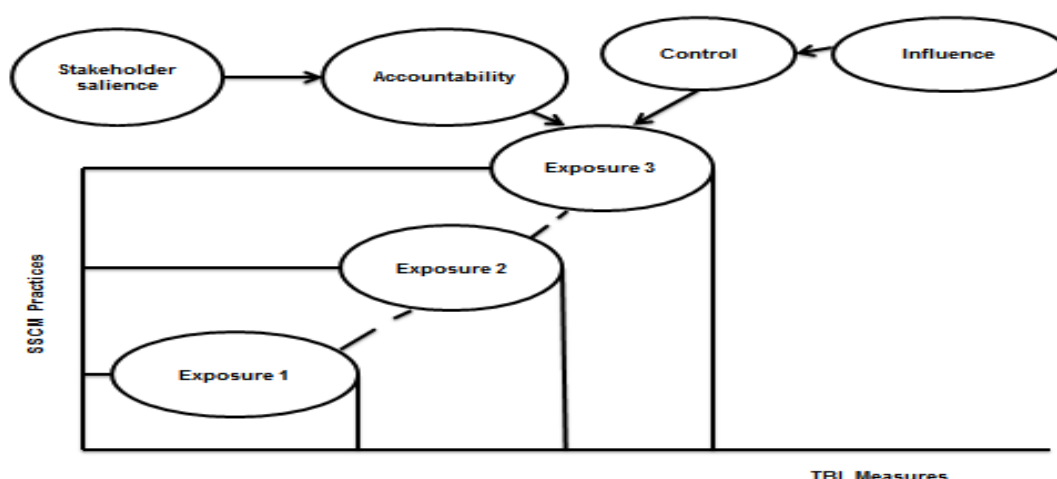 Stakeholder
salience
Accountability
Control
Influence
Exposure 3
Exposure 2
Exposure 1
SSCM Practices
TBL Measures